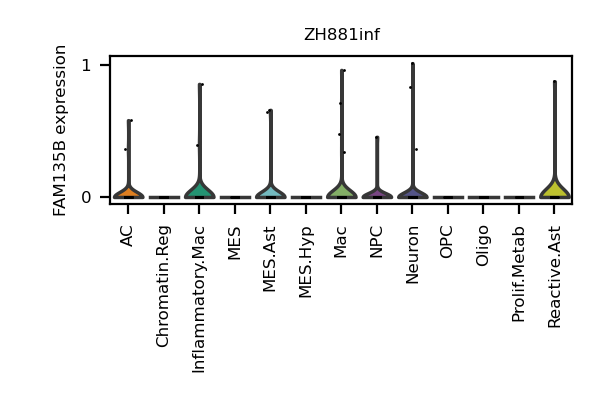 ZH881inf
FAM135B expression
1
0
AC
Chromatin.Reg
Inflammatory.Mac
MES
MES.Ast
MES.Hyp
Mac
NPC
Neuron
OPC
Oligo
Prolif.Metab
Reactive.Ast